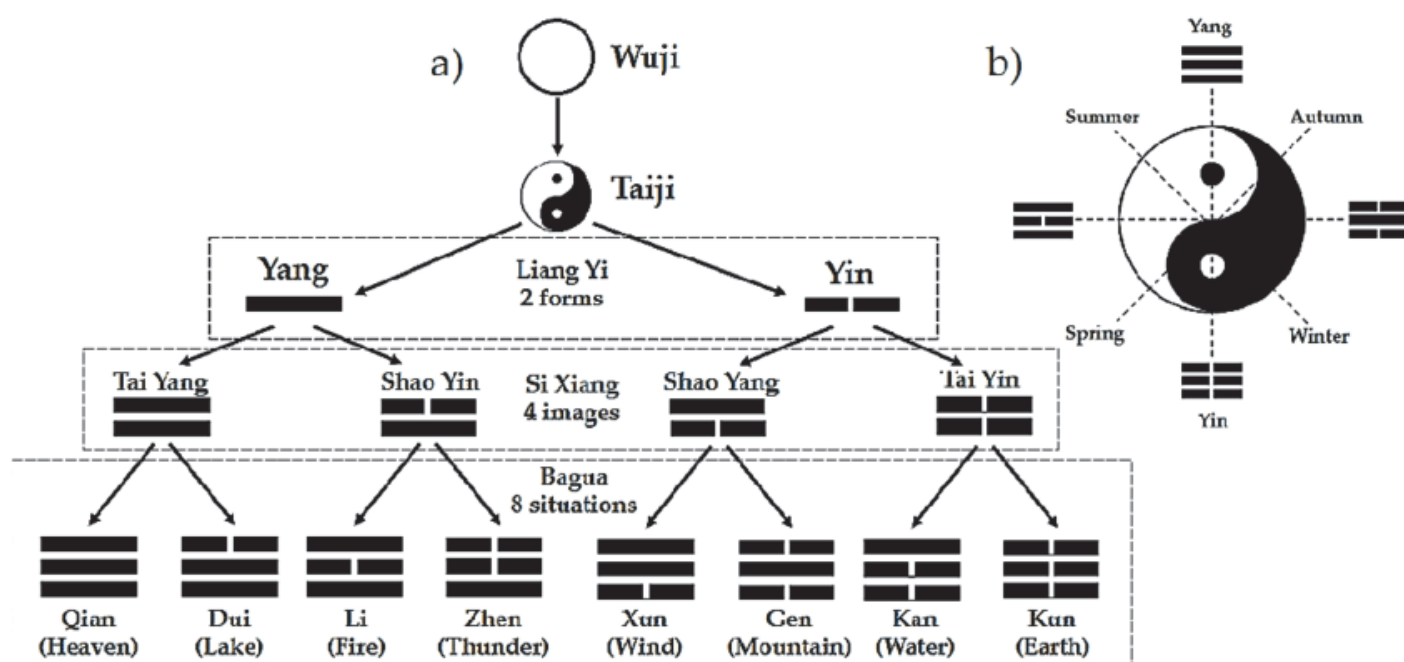 a)
Wuji
Taiji
Yang
Liang Yi
2 forms
Yin
Tai Yang
Shao Yin
Si Xiang
4 images
Shao Yang
Tai Yin
Bagua
8 situations
Qian
(Heaven)
Dui
(Lake)
Li
(Fire)
Zhen
(Thunder)
Xun
(Wind)
Gen
(Mountain)
Kan
(Water)
Kun
(Earth)
b)
Yang
Summer
Autumn
Spring
Winter
Yin